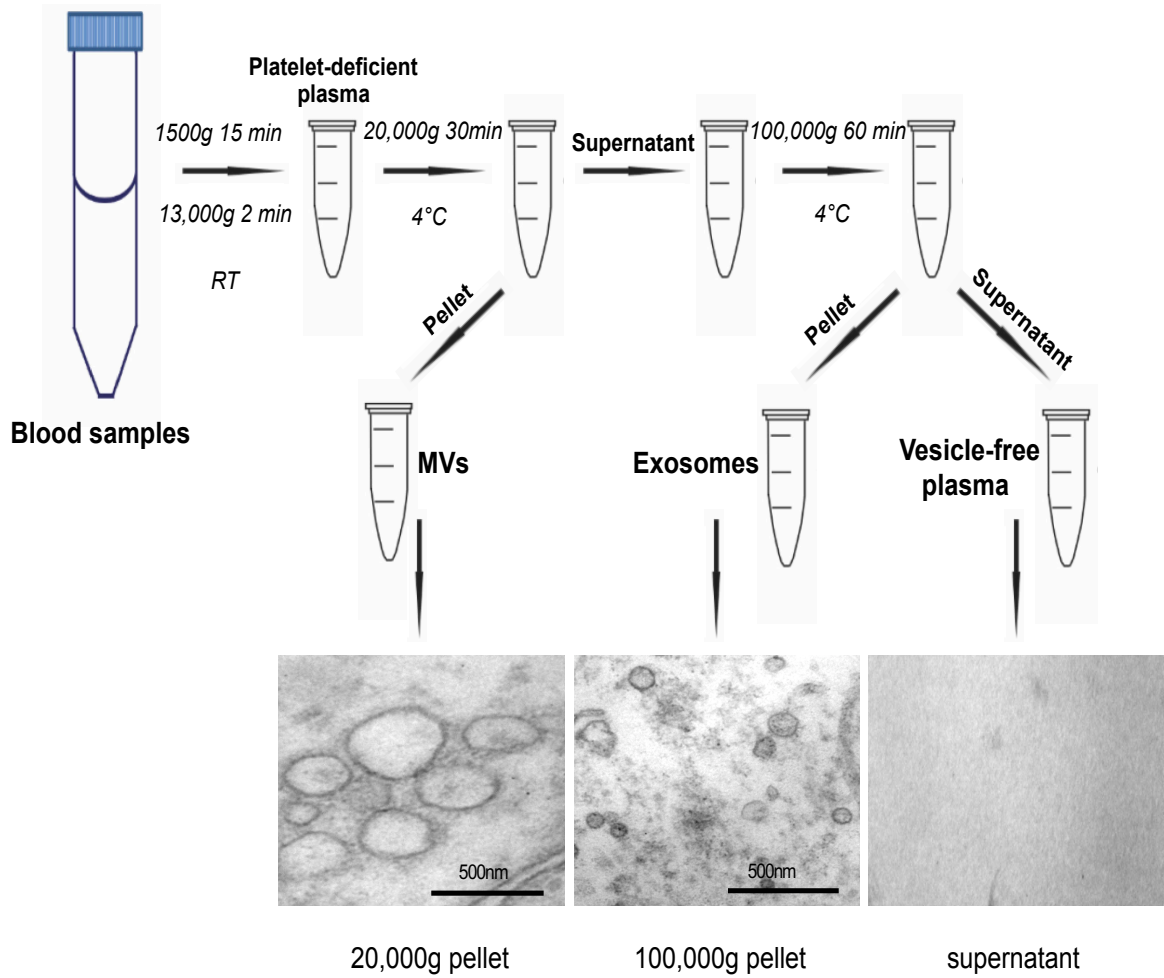 Platelet-deficient
plasma
1500g 15 min
20,000g 30min
Supernatant
100,000g 60 min
13,000g 2 min
4°C
4°C
RT
Pellet
Pellet
Supernatant
Blood samples
MVs
Exosomes
Vesicle-free
plasma
500nm
500nm
20,000g pellet
100,000g pellet
supernatant